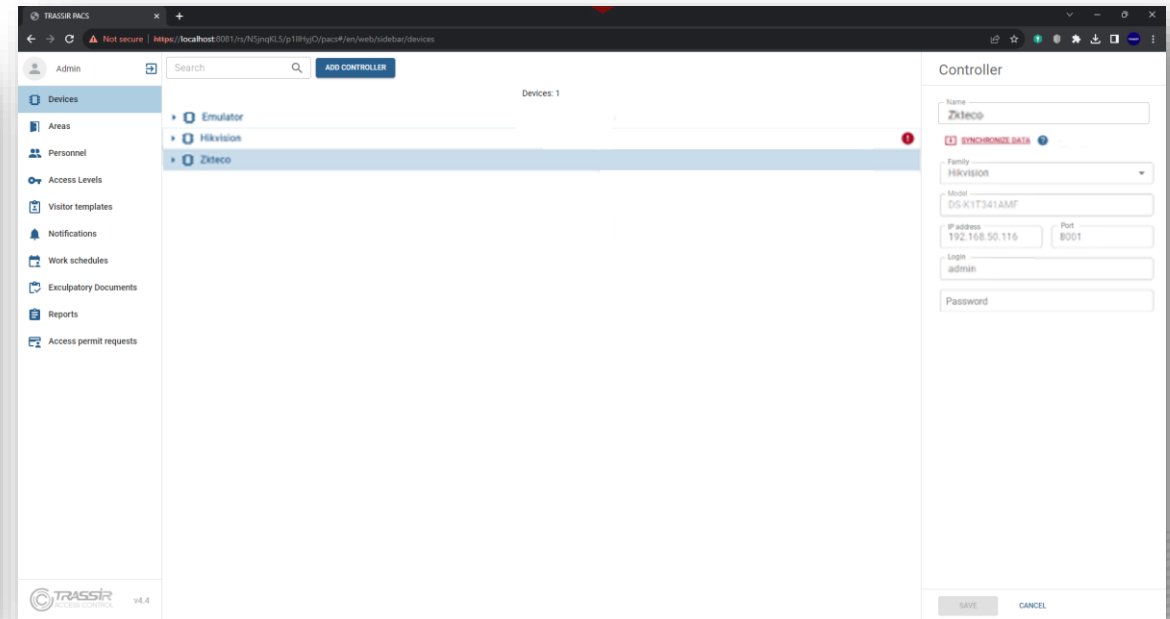 TRASSIR PACS
Not secure | https://localhost:8081/rs/N5jnqKL5/p1IIHyjO/pacs#/en/web/sidebar/devices
Admin
Search
ADD CONTROLLER
Controller
Devices
Areas
Personnel
Access Levels
Visitor templates
Notifications
Work schedules
Exculpatory Documents
Reports
Access permit requests
Devices: 1
Emulator
Hikvision
Zkteco
Name
Zkteco
SYNCHRONIZE DATA
Family
Hikvision
Model
DS-K1T341AMF
IP address
192.168.50.116
Port
8001
Login
admin
Password
TRASSIR
ACCESS CONTROL
v4.4
SAVE
CANCEL